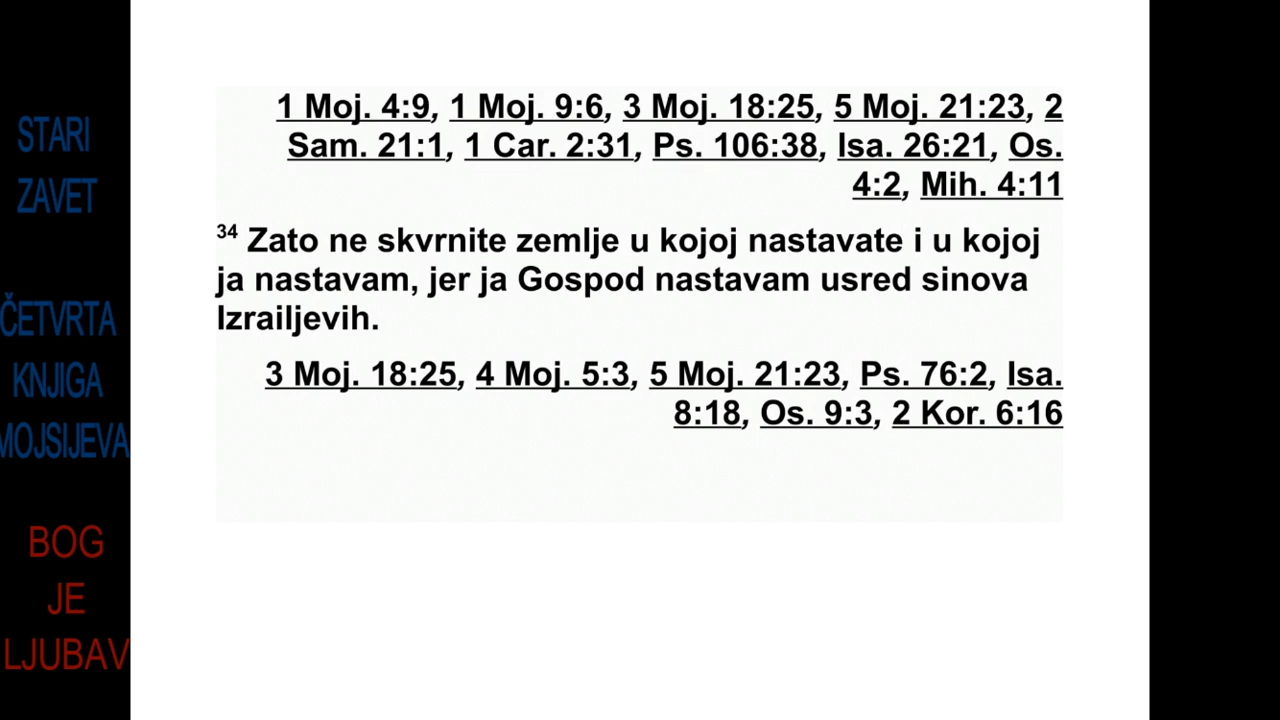 STARI
ZAVET
ČETVRTA
KNJIGA
MOJSIJEVA
BOG
JE
LJUBAV
1 Moj. 4:9, 1 Moj. 9:6, 3 Moj. 18:25, 5 Moj. 21:23, 2
Sam. 21:1, 1 Car. 2:31, Ps. 106:38, Isa. 26:21, Os.
4:2, Mih. 4:11
34 Zato ne skvrnite zemlje u kojoj nastavate i u kojoj
ja nastavam, jer ja Gospod nastavam usred sinova
Izrailjevih.
3 Moj. 18:25, 4 Moj. 5:3, 5 Moj. 21:23, Ps. 76:2, Isa.
8:18, Os. 9:3, 2 Kor. 6:16